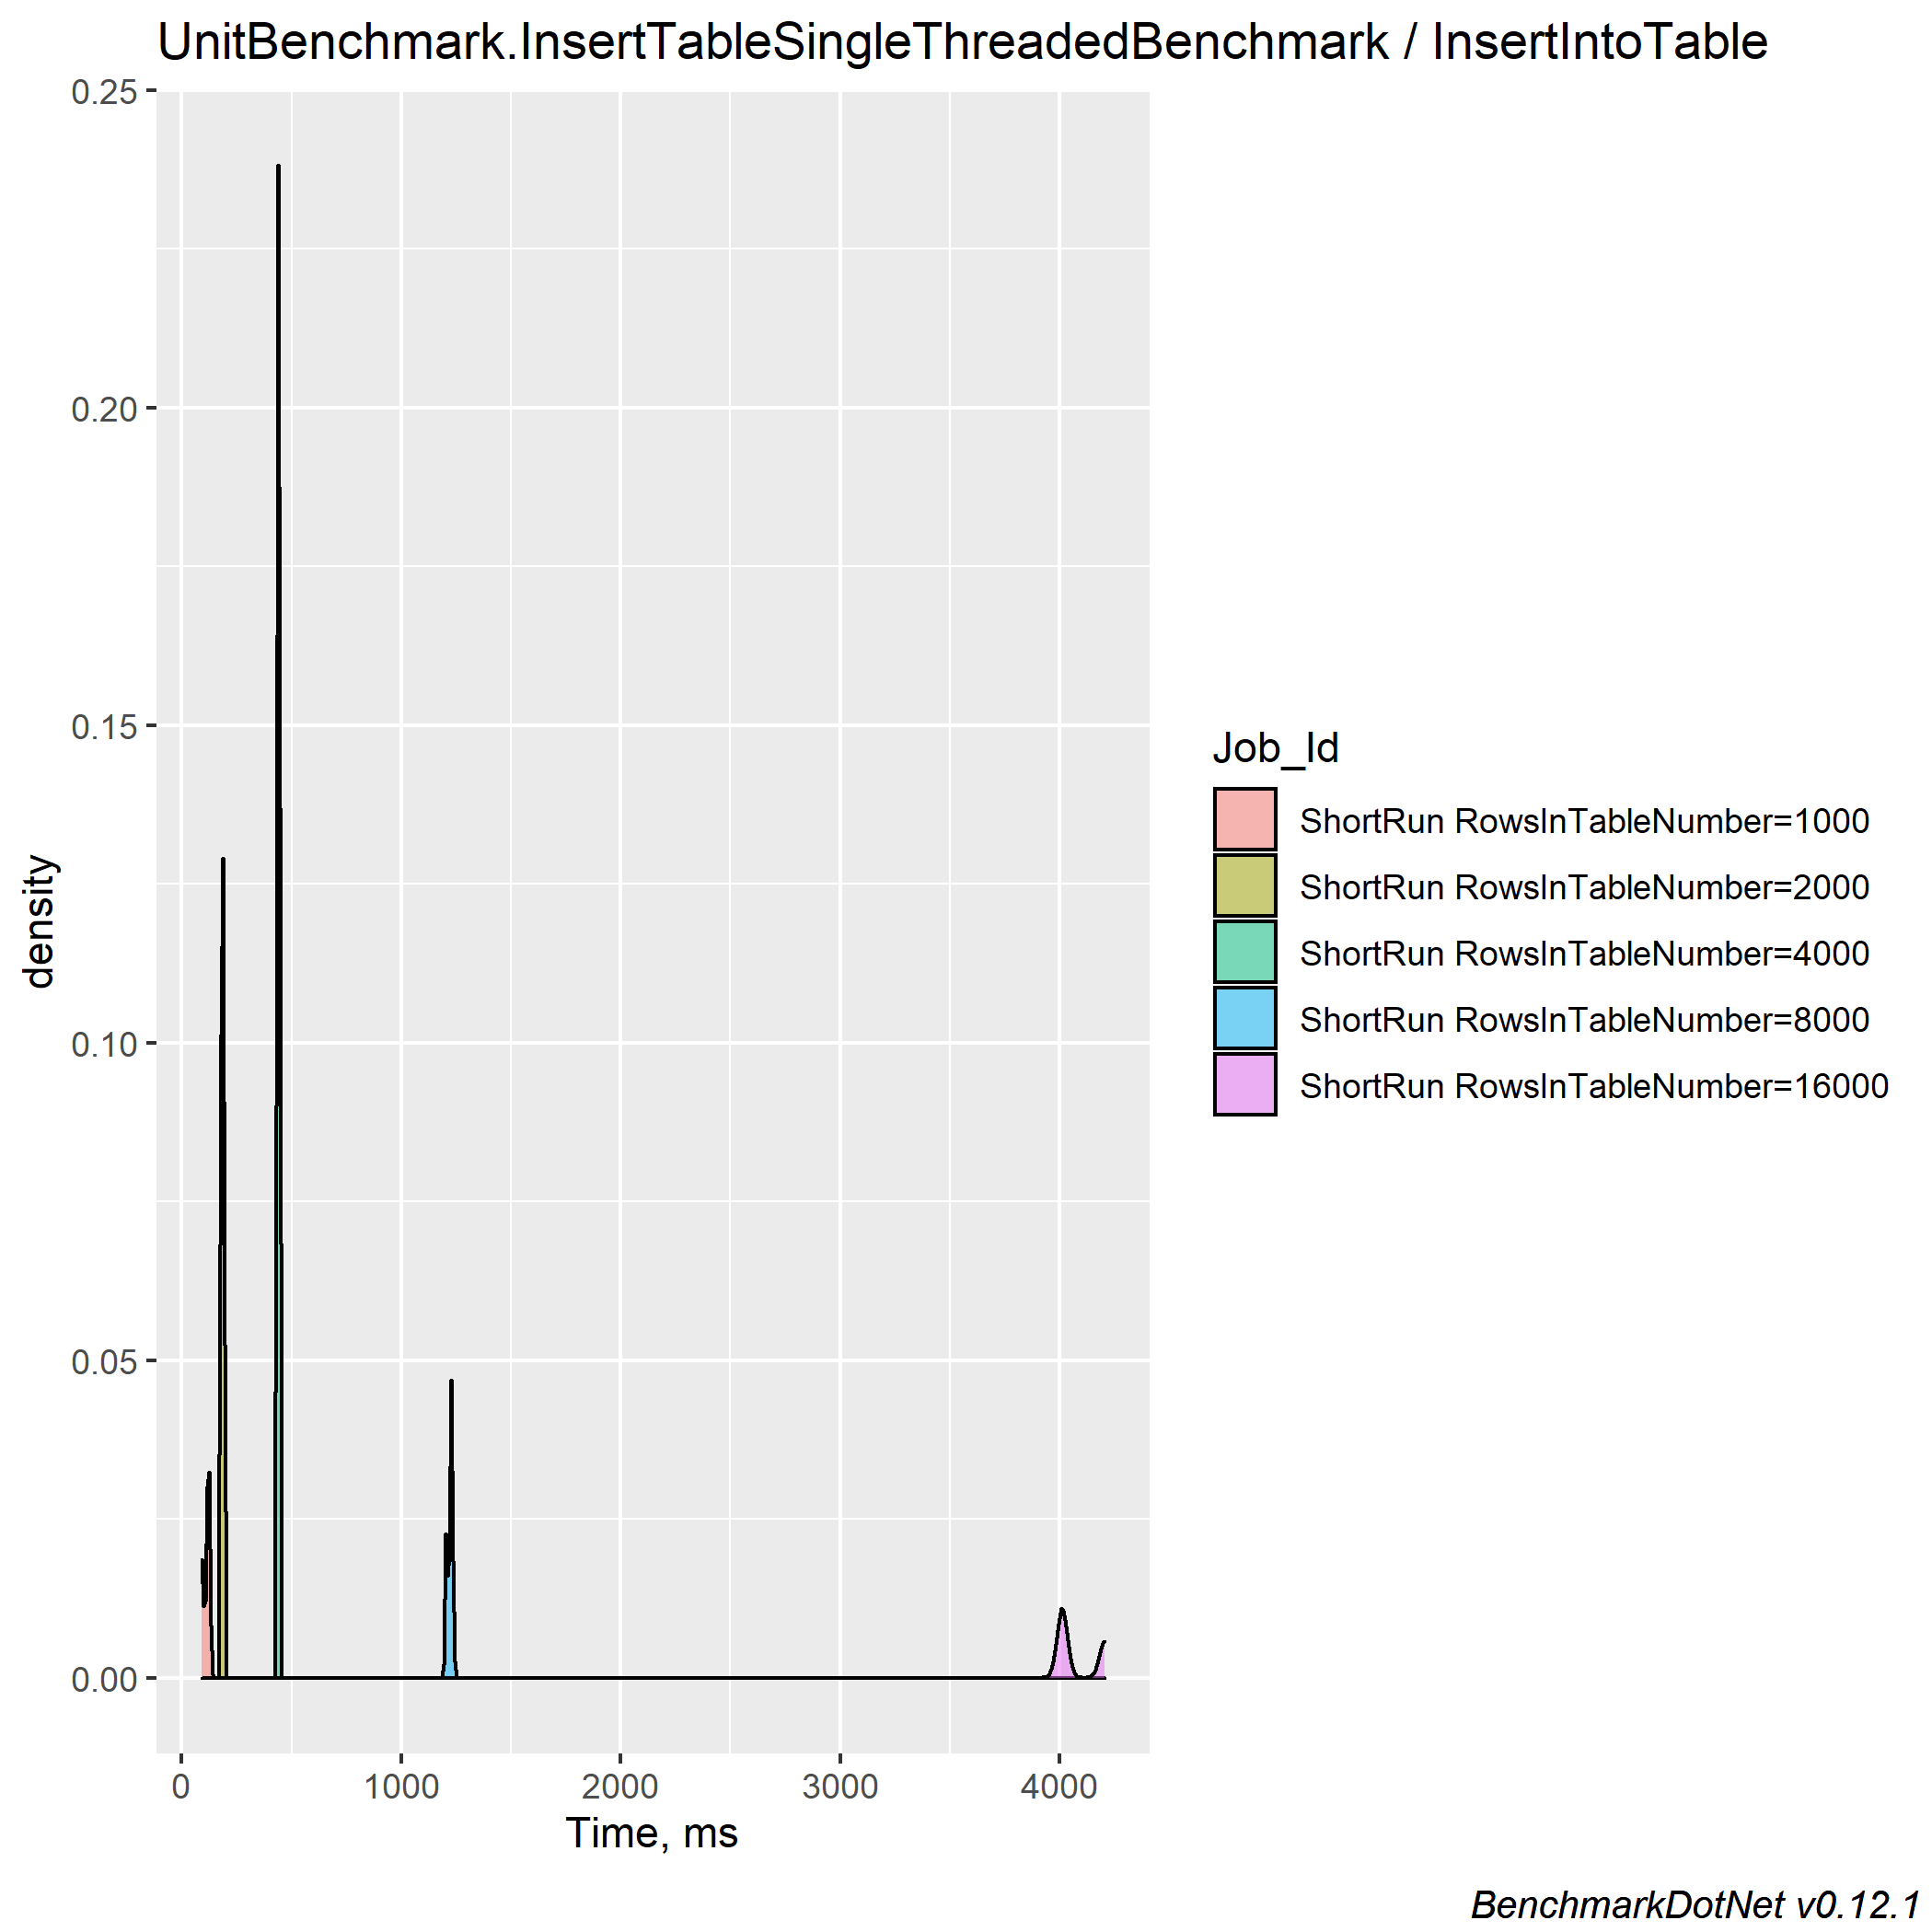 UnitBenchmark.InsertTableSingleThreadedBenchmark / InsertIntoTable
0.25
0.20
0.15
0.10
0.05
0.00
density
0
1000
2000
3000
4000
Time, ms
Job_Id
ShortRun RowsInTableNumber=1000
ShortRun RowsInTableNumber=2000
ShortRun RowsInTableNumber=4000
ShortRun RowsInTableNumber=8000
ShortRun RowsInTableNumber=16000
BenchmarkDotNet v0.12.1